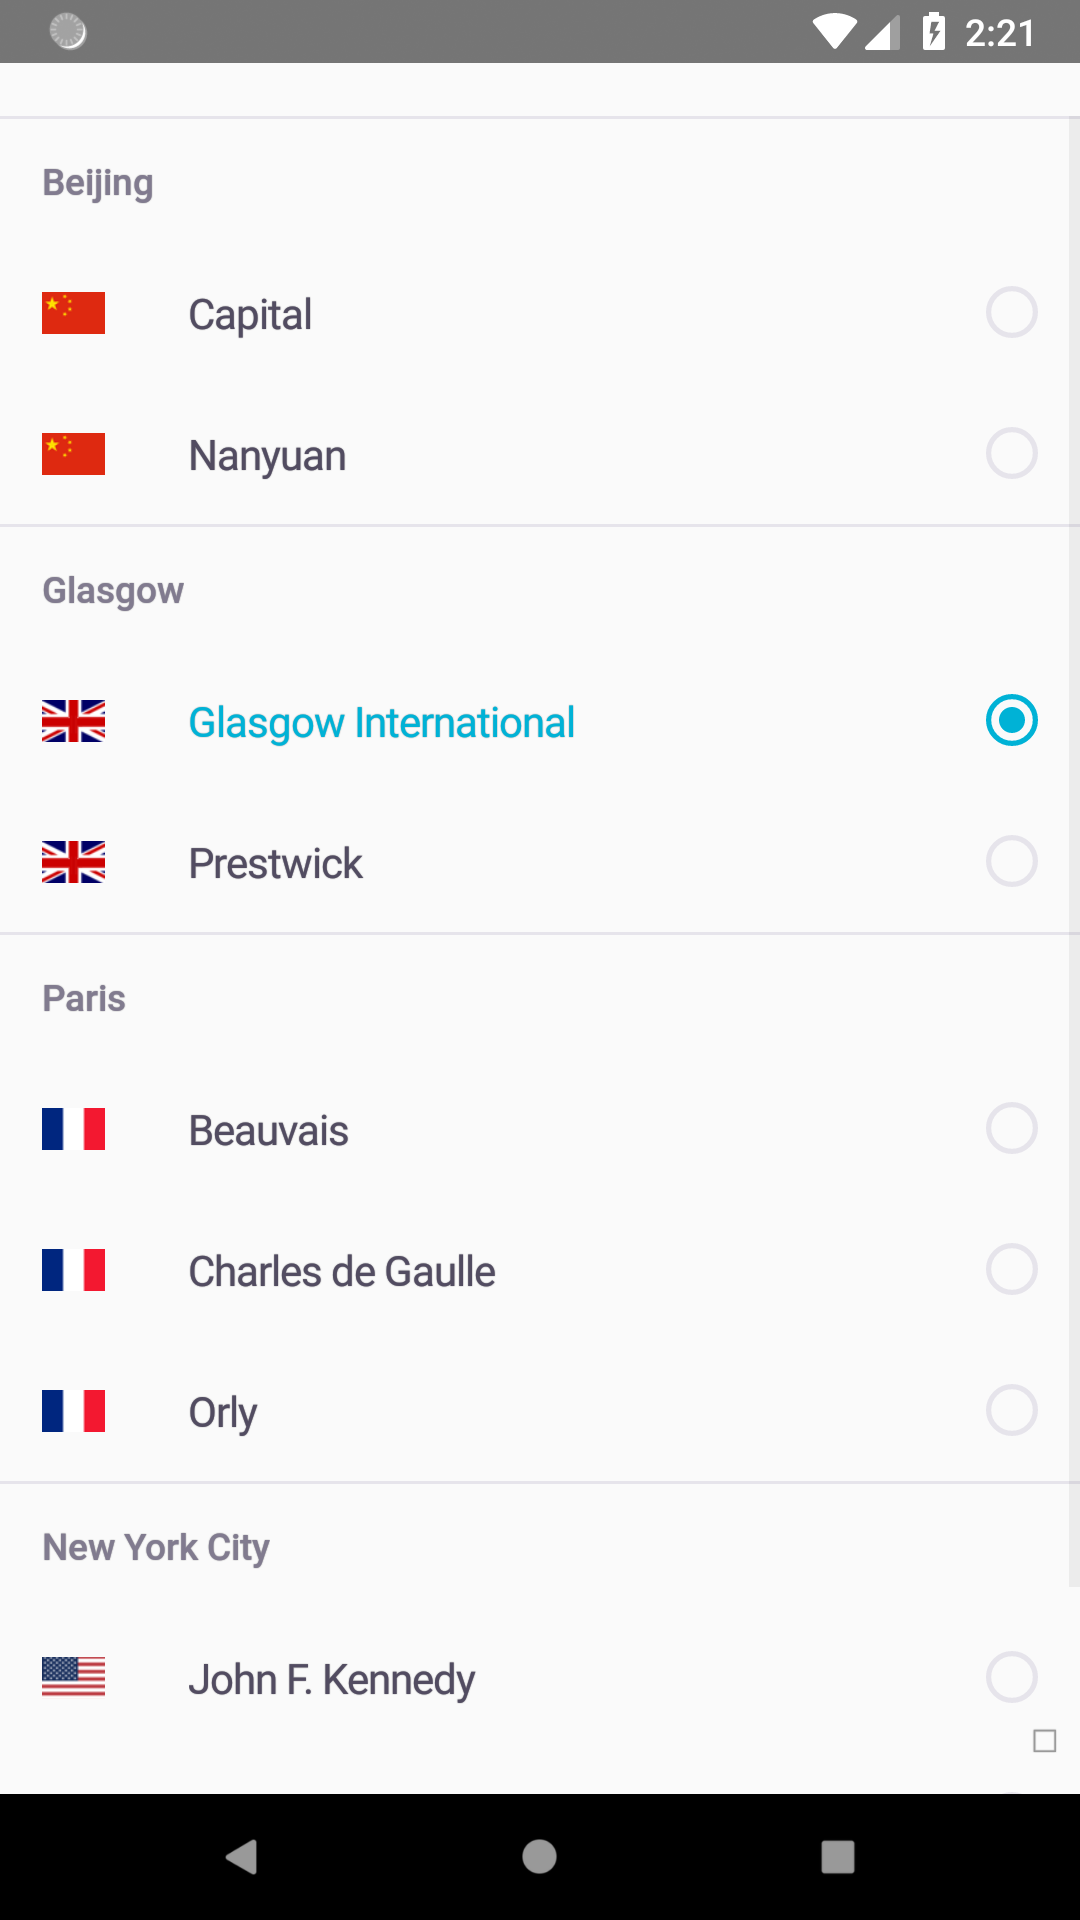 2:21
Beijing
Capital
Nanyuan
Glasgow
Glasgow International
Prestwick
Paris
Beauvais
Charles de Gaulle
Orly
New York City
John F. Kennedy